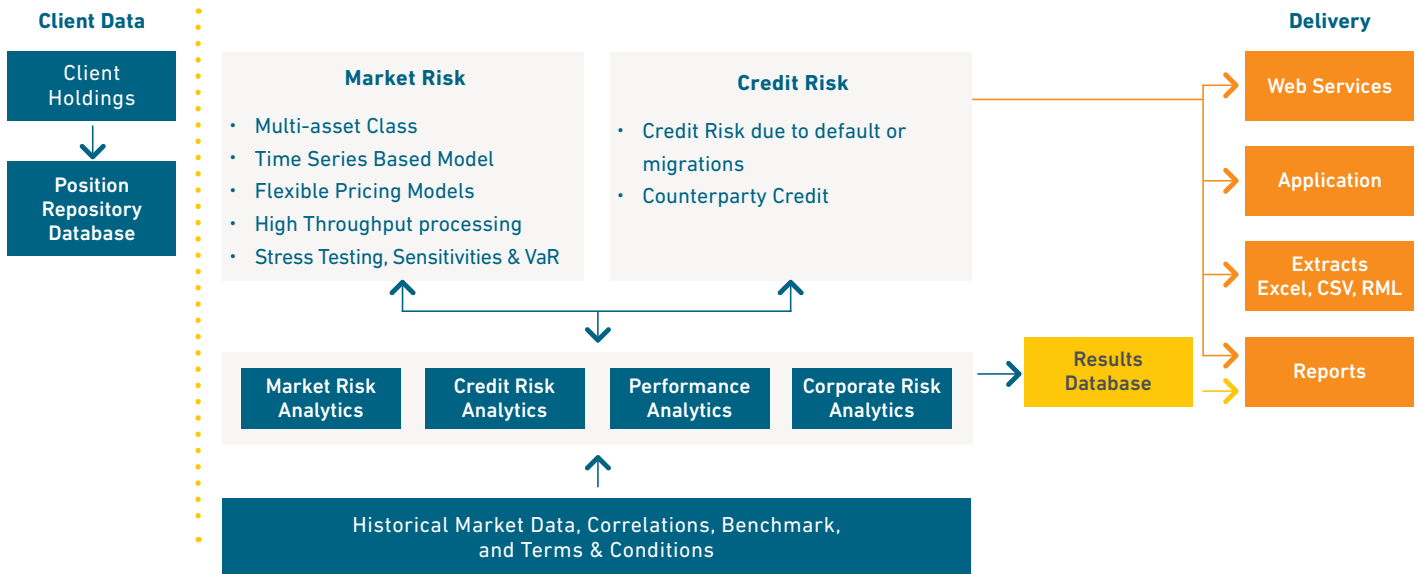 Client Data
Client
Holdings
Position
Repository
Database
Market Risk
• Multi-asset Class
• Time Series Based Model
• Flexible Pricing Models
• High Throughput processing
• Stress Testing, Sensitivities & VaR
Credit Risk
• Credit Risk due to default or
migrations
• Counterparty Credit
Market Risk
Analytics
Credit Risk
Analytics
Performance
Analytics
Corporate Risk
Analytics
Historical Market Data, Correlations, Benchmark,
and Terms & Conditions
Results
Database
Delivery
Web Services
Application
Extracts
Excel, CSV, RML
Reports